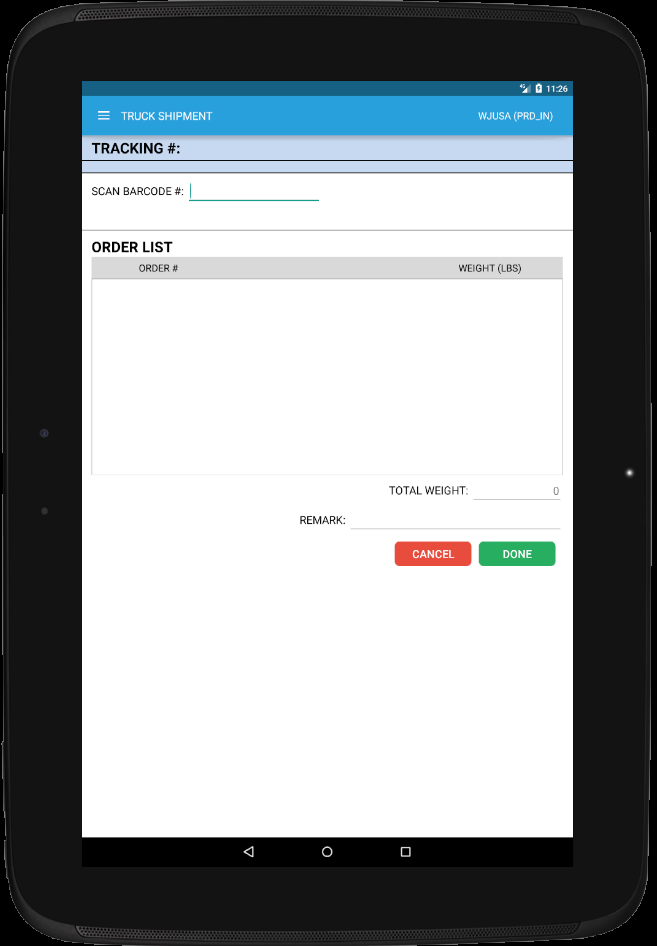 4G 11:26
TRUCK SHIPMENT WJUSA (PRD_IN)
TRACKING #:
SCAN BARCODE #:
ORDER LIST
ORDER # WEIGHT (LBS)
TOTAL WEIGHT: 0
REMARK:
CANCEL DONE